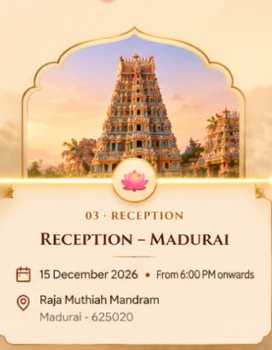 03 · RECEPTION
RECEPTION – MADURAI
15 December 2026 • From 6:00 PM onwards
Raja Muthiah Mandram
Madurai - 625020